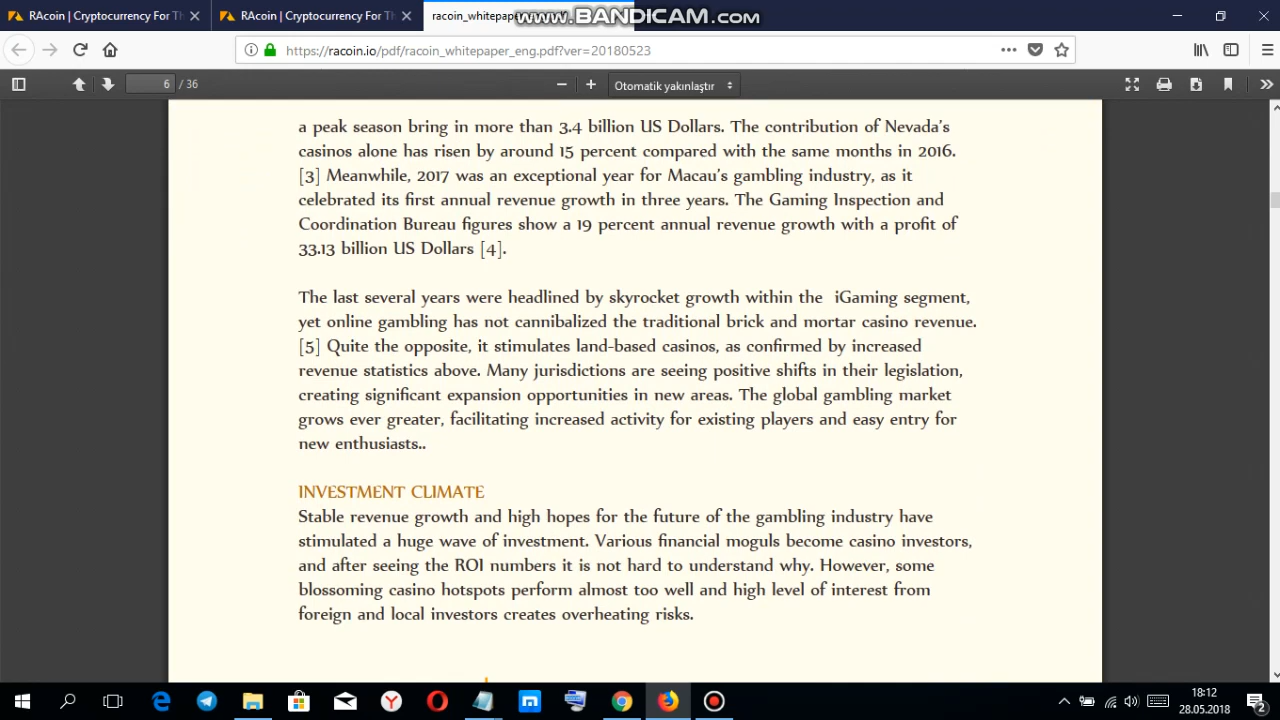 RAcoin | Cryptocurrency For Th
RAcoin | Cryptocurrency For Th
racoin_whitepaper
www.BANDICAM.com
https://racoin.io/pdf/racoin_whitepaper_eng.pdf?ver=20180523
6 / 36
Otomatik yakınlaştır
a peak season bring in more than 3.4 billion US Dollars. The contribution of Nevada's
casinos alone has risen by around 15 percent compared with the same months in 2016.
[3] Meanwhile, 2017 was an exceptional year for Macau's gambling industry, as it
celebrated its first annual revenue growth in three years. The Gaming Inspection and
Coordination Bureau figures show a 19 percent annual revenue growth with a profit of
33.13 billion US Dollars [4].
The last several years were headlined by skyrocket growth within the iGaming segment,
yet online gambling has not cannibalized the traditional brick and mortar casino revenue.
[5] Quite the opposite, it stimulates land-based casinos, as confirmed by increased
revenue statistics above. Many jurisdictions are seeing positive shifts in their legislation,
creating significant expansion opportunities in new areas. The global gambling market
grows ever greater, facilitating increased activity for existing players and easy entry for
new enthusiasts..
INVESTMENT CLIMATE
Stable revenue growth and high hopes for the future of the gambling industry have
stimulated a huge wave of investment. Various financial moguls become casino investors,
and after seeing the ROI numbers it is not hard to understand why. However, some
blossoming casino hotspots perform almost too well and high level of interest from
foreign and local investors creates overheating risks.
18:12
28.05.2018
2